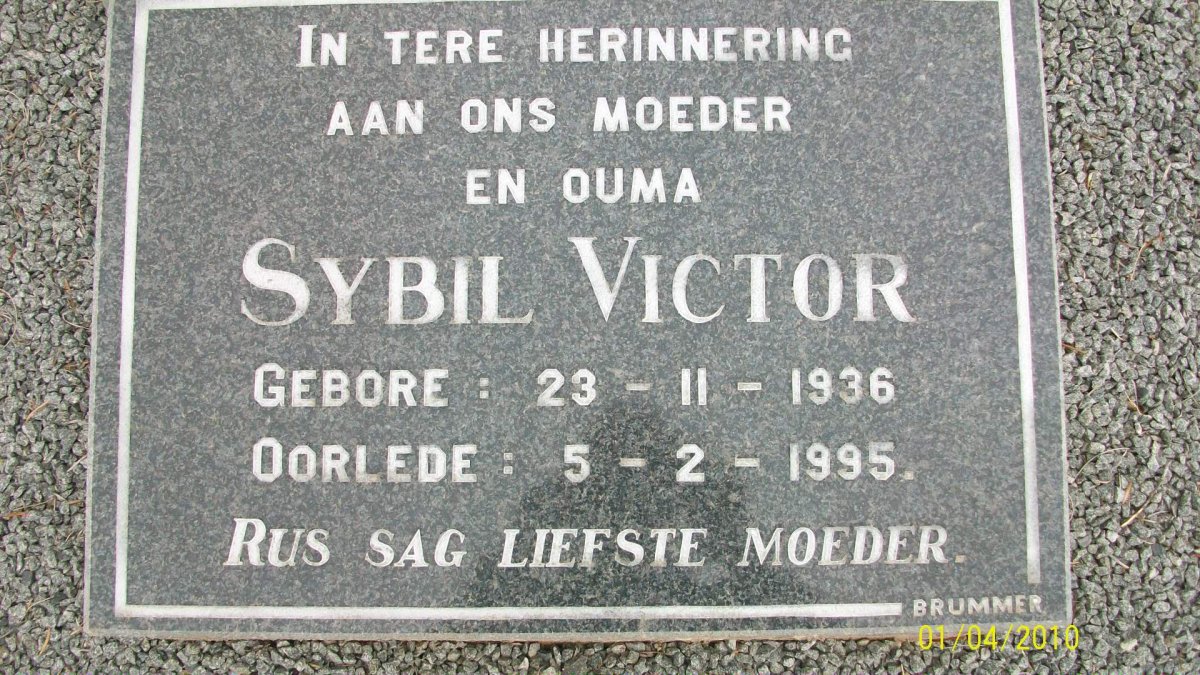 IN TERE HERINNERING
AAN ONS MOEDER
EN OUMA
SYBIL VICTOR
GEBORE : 23 - 11 - 1936
OORLEDE : 5 - 2 - 1995.
RUS SAG LIEFSTE MOEDER.
BRUMMER
01/04/2010